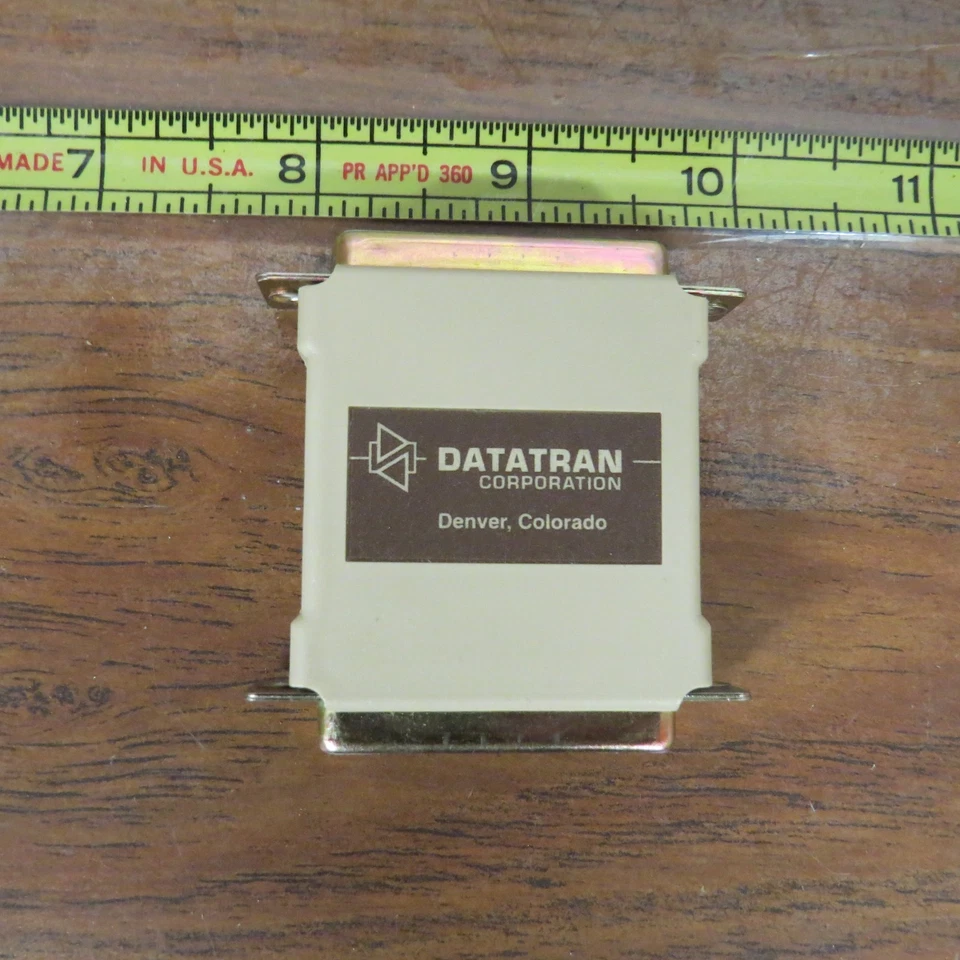 MADE 7 IN U.S.A. 8 PR APP'D 360 9 10 11
DATATRAN
CORPORATION
Denver, Colorado